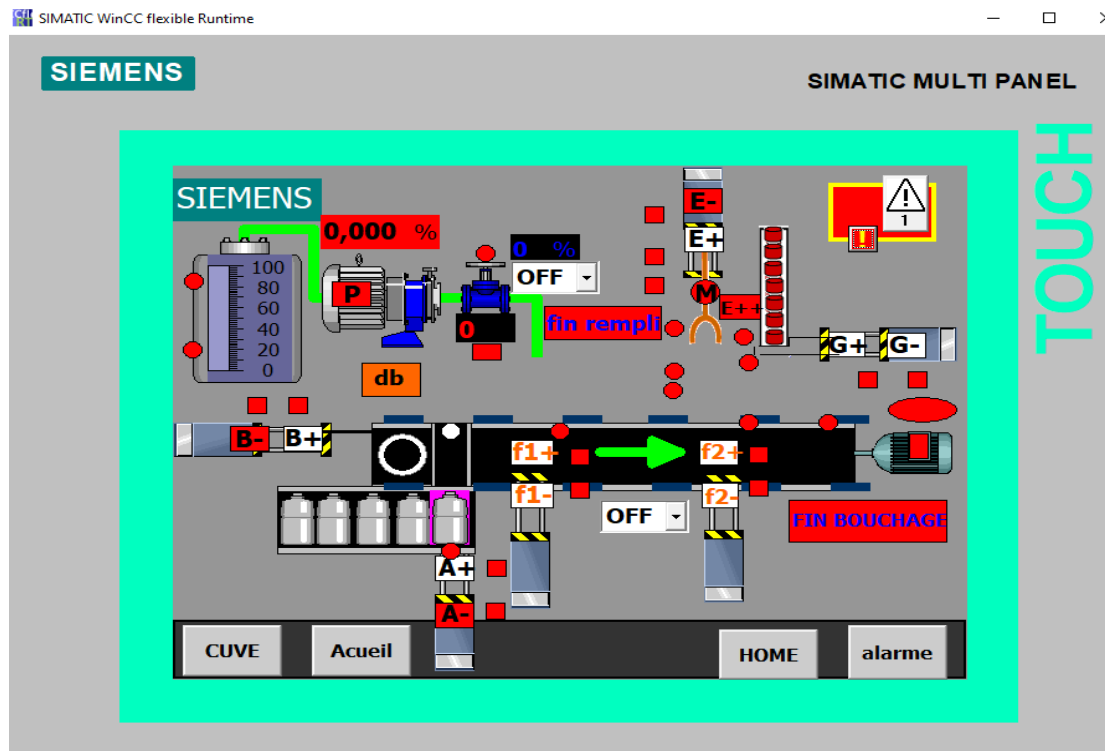 SIMATIC WinCC flexible Runtime
SIEMENS
SIMATIC MULTI PANEL
TOUCH
SIEMENS
0,000 %
0 %
OFF
E-
E+
1
100
80
60
40
20
0
P
M
E++
0
fin rempli
G+
G-
db
B-
B+
f1+
f2+
f1-
f2-
OFF
FIN BOUCHAGE
A+
A-
CUVE
Acueil
HOME
alarme